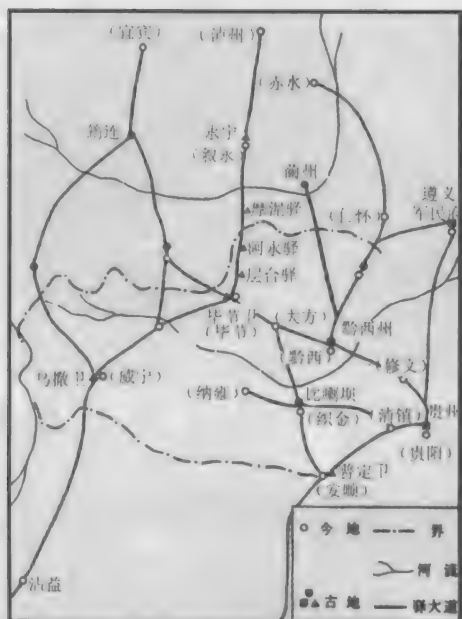 (宜宾)
(泸州)
(赤水)
筠连
永宁
(叙永)
蔺州
遵义
军民府
摩泥驿
(仁怀)
阿永驿
层台驿
毕节卫
(毕节)
(大方)
黔西州
(黔西)
(修文)
乌撒卫
(威宁)
(纳雍)
比喇坝
(织金)
清镇
贵州
(贵阳)
普定卫
(安顺)
沾益
今 地
界
河 流
古 地
驿大道